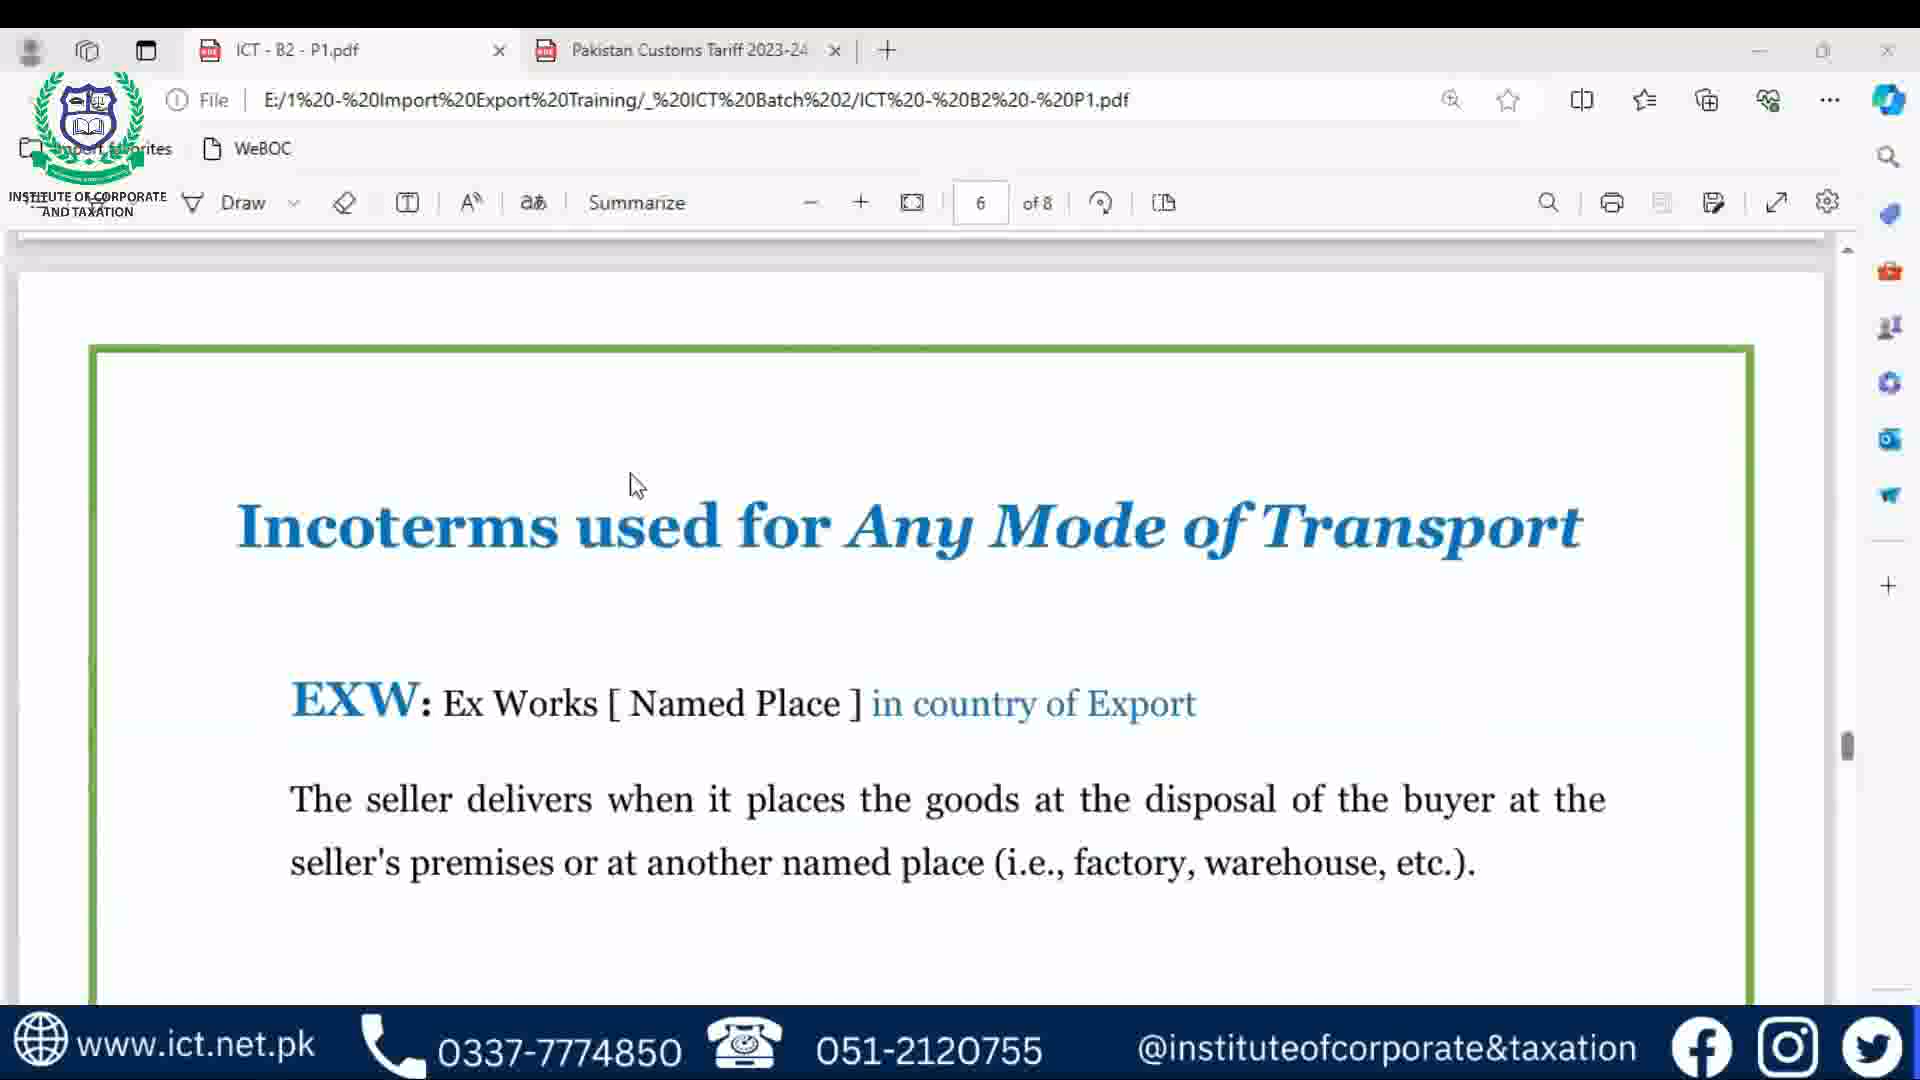 ICT - B2 - P1.pdf
Pakistan Customs Tariff 2023-24
File
E:/1%20-%20Import%20Export%20Training/_%20ICT%20Batch%202/ICT%20-%20B2%20-%20P1.pdf
Import favorites
WeBOC
INSTITUTE OF CORPORATE
AND TAXATION
Draw
aあ
Summarize
6 of 8
Incoterms used for Any Mode of Transport
EXW: Ex Works [ Named Place ] in country of Export
The seller delivers when it places the goods at the disposal of the buyer at the
seller's premises or at another named place (i.e., factory, warehouse, etc.).
www.ict.net.pk
0337-7774850
051-2120755
@instituteofcorporate&taxation